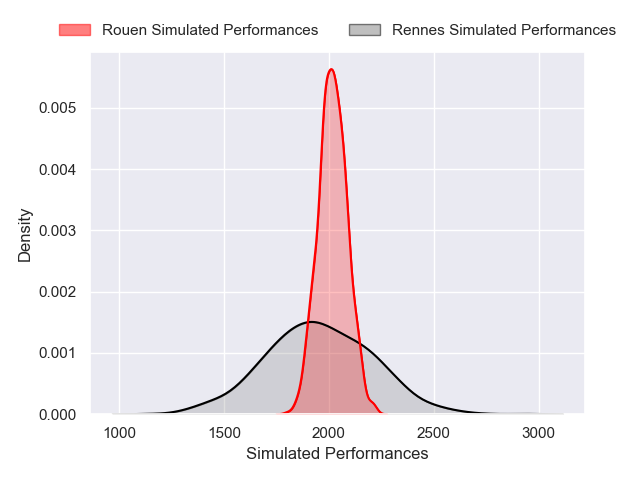 Rouen Simulated Performances Rennes Simulated Performances
0.005
0.004
0.003
0.002
0.001
0.000
Density
1000 1500 2000 2500 3000
Simulated Performances